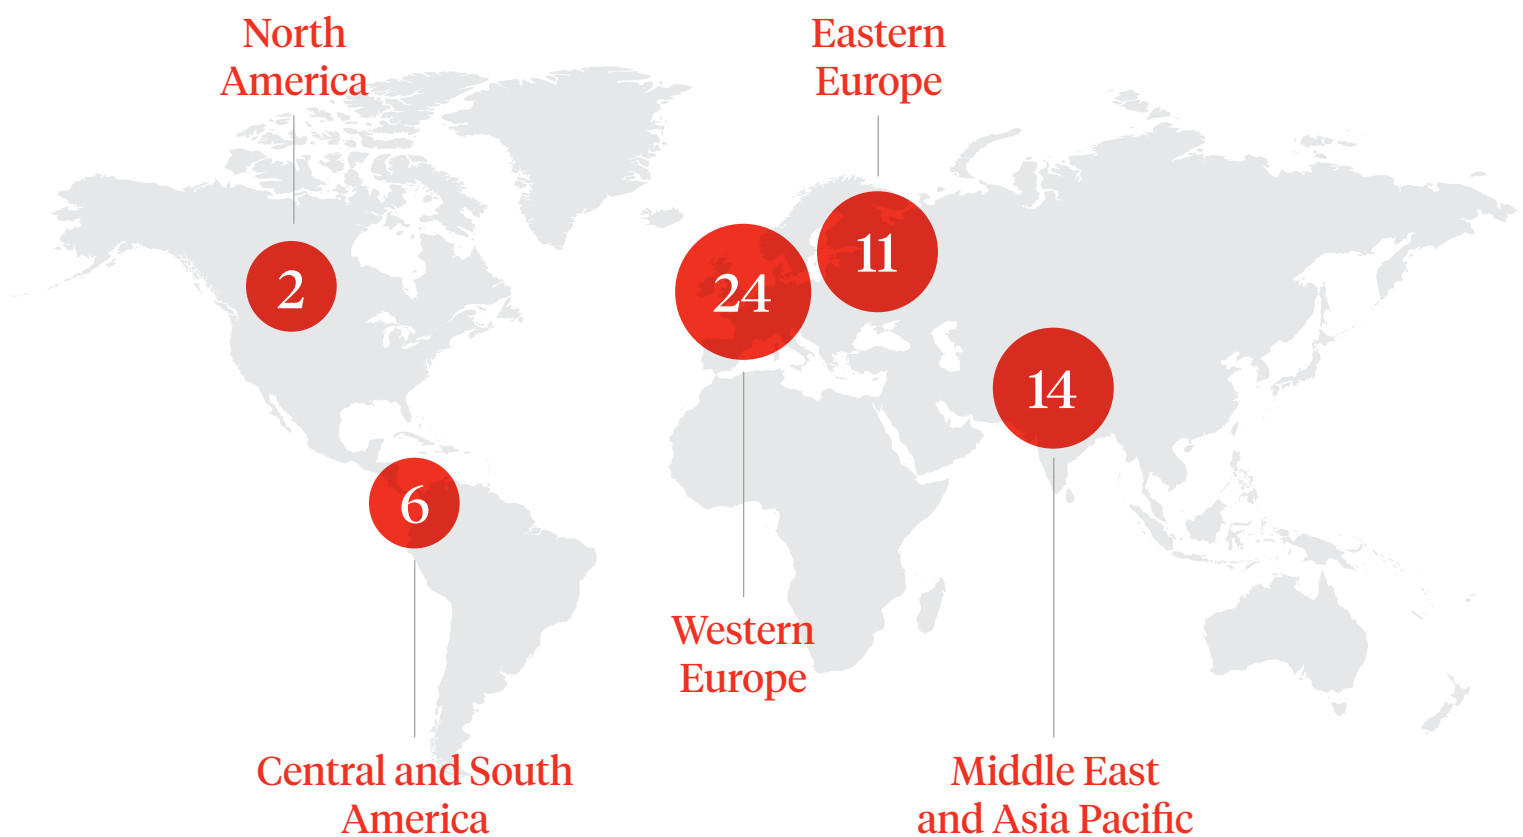 North
America
Eastern
Europe
2
24
11
14
6
Western
Europe
Central and South
America
Middle East
and Asia Pacific